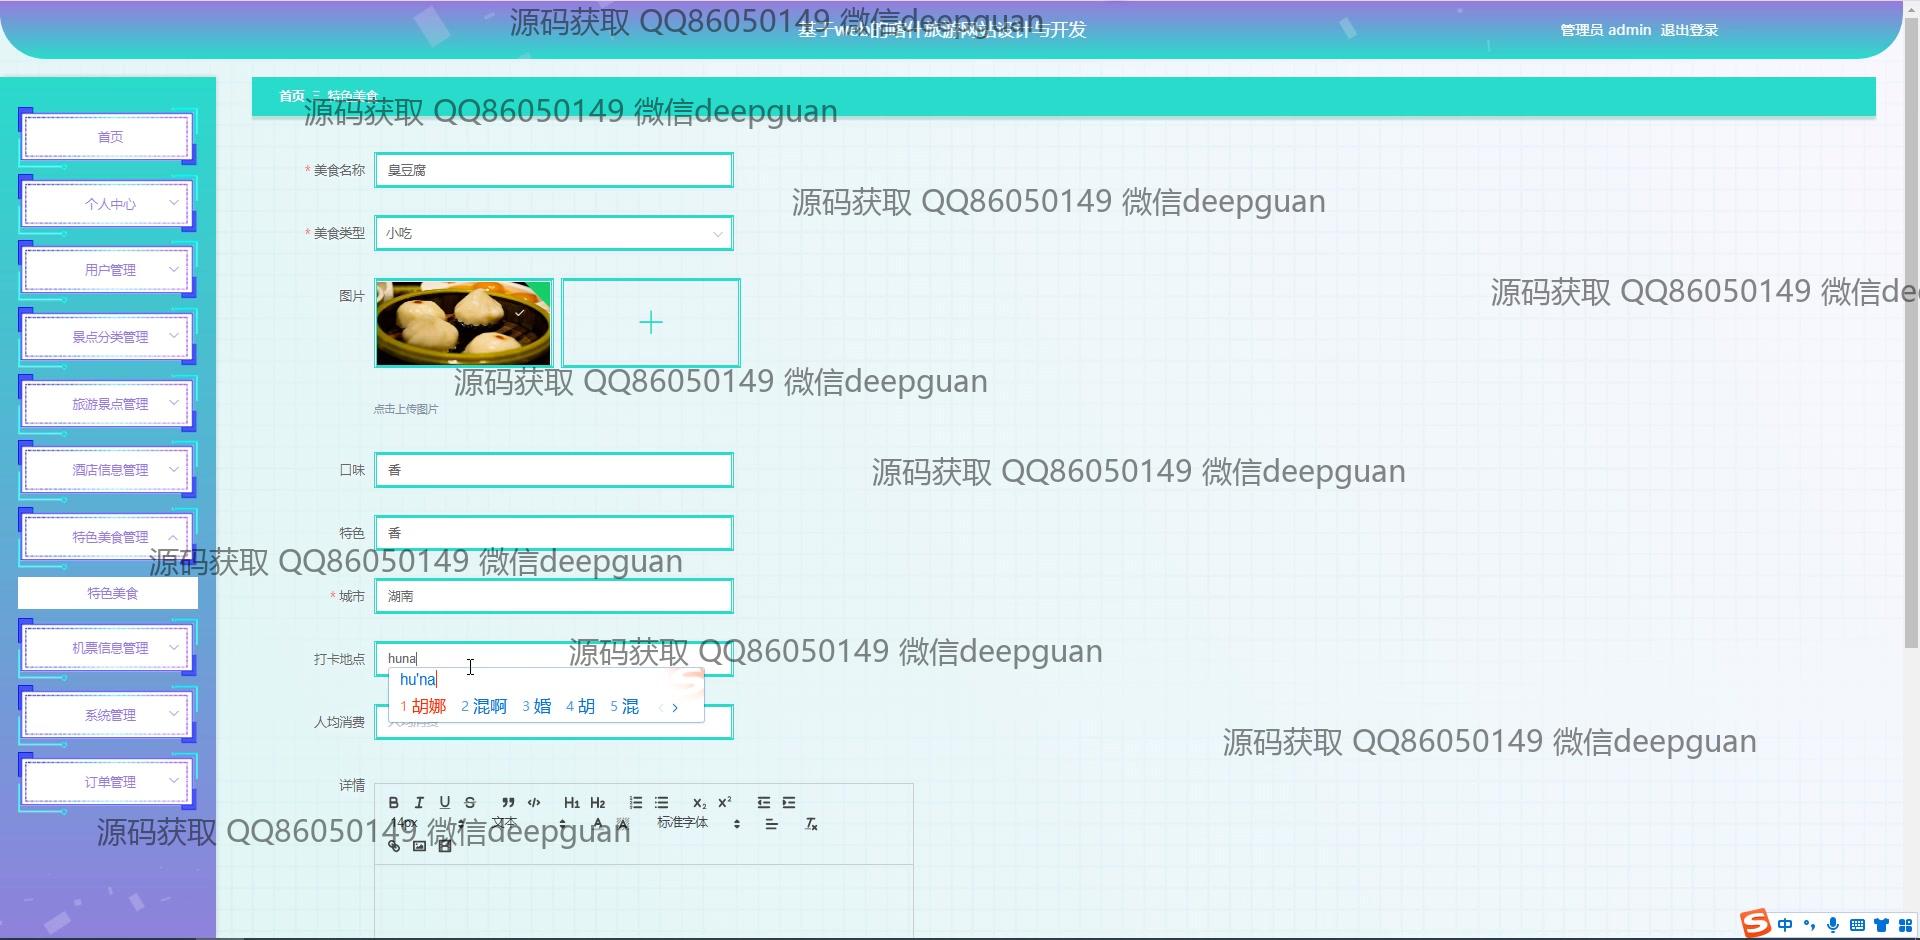 源码获取 QQ86050149 微信deepguan
基于web的喀什旅游网站设计与开发
管理员 admin 退出登录
首页 特色美食
源码获取 QQ86050149 微信deepguan
首页
* 美食名称 臭豆腐
源码获取 QQ86050149 微信deepguan
个人中心
* 美食类型 小吃
用户管理
图片
源码获取 QQ86050149 微信de
景点分类管理
源码获取 QQ86050149 微信deepguan
旅游景点管理
点击上传图片
酒店信息管理
口味 香
源码获取 QQ86050149 微信deepguan
特色美食管理
特色 香
源码获取 QQ86050149 微信deepguan
特色美食
* 城市 湖南
机票信息管理
打卡地点 huna
源码获取 QQ86050149 微信deepguan
hu'na
1 胡娜 2 混啊 3 婚 4 胡 5 混
系统管理
人均消费 人均消费
源码获取 QQ86050149 微信deepguan
订单管理
详情
B I U S ” </> H1 H2 X₂ X²
14px 文本 A A 标准字体 Tx
源码获取 QQ86050149 微信deepguan
中